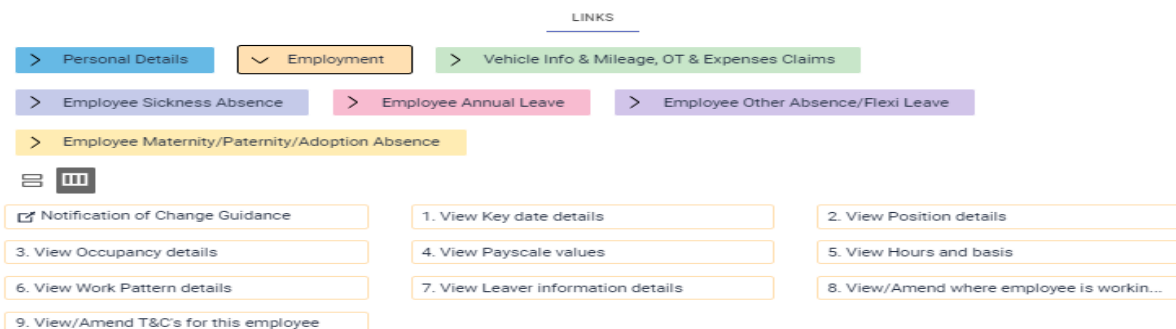 LINKS
Personal Details
Employment
Vehicle Info & Mileage, OT & Expenses Claims
Employee Sickness Absence
Employee Annual Leave
Employee Other Absence/Flexi Leave
Employee Maternity/Paternity/Adoption Absence
Notification of Change Guidance
1. View Key date details
2. View Position details
3. View Occupancy details
4. View Payscale values
5. View Hours and basis
6. View Work Pattern details
7. View Leaver information details
8. View/Amend where employee is workin...
9. View/Amend T&C's for this employee